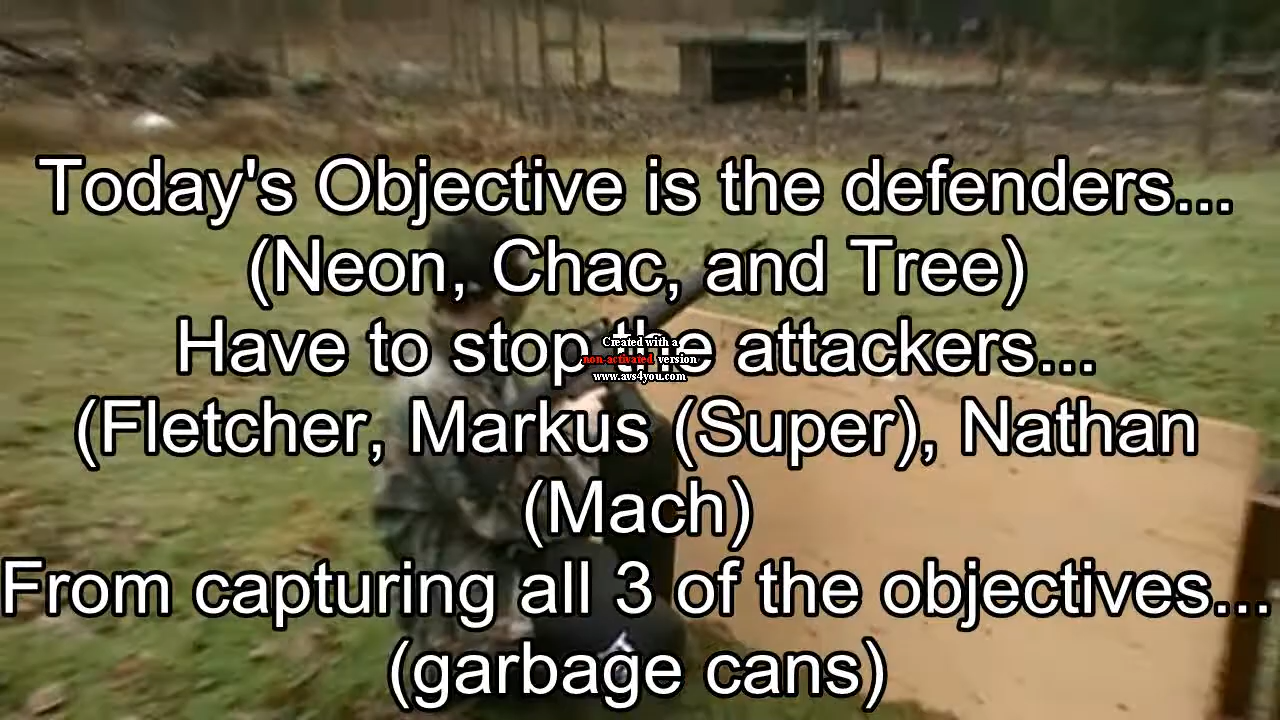 Today's Objective is the defenders...
(Neon, Chac, and Tree)
Have to stop the attackers...
Created with a
non-activated version
www.avs4you.com
(Fletcher, Markus (Super), Nathan
(Mach)
From capturing all 3 of the objectives...
(garbage cans)